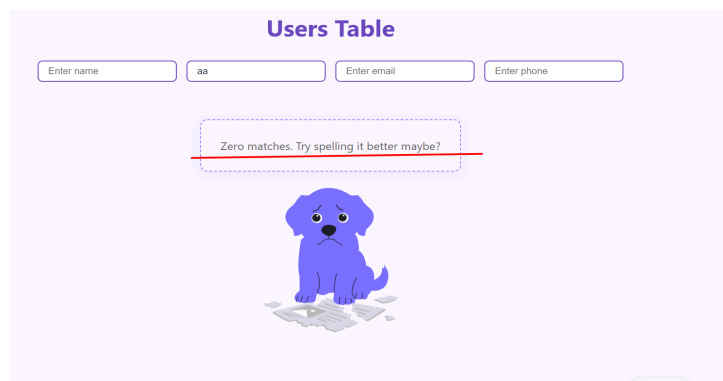 Users Table
Enter name aa Enter email Enter phone
Zero matches. Try spelling it better maybe?